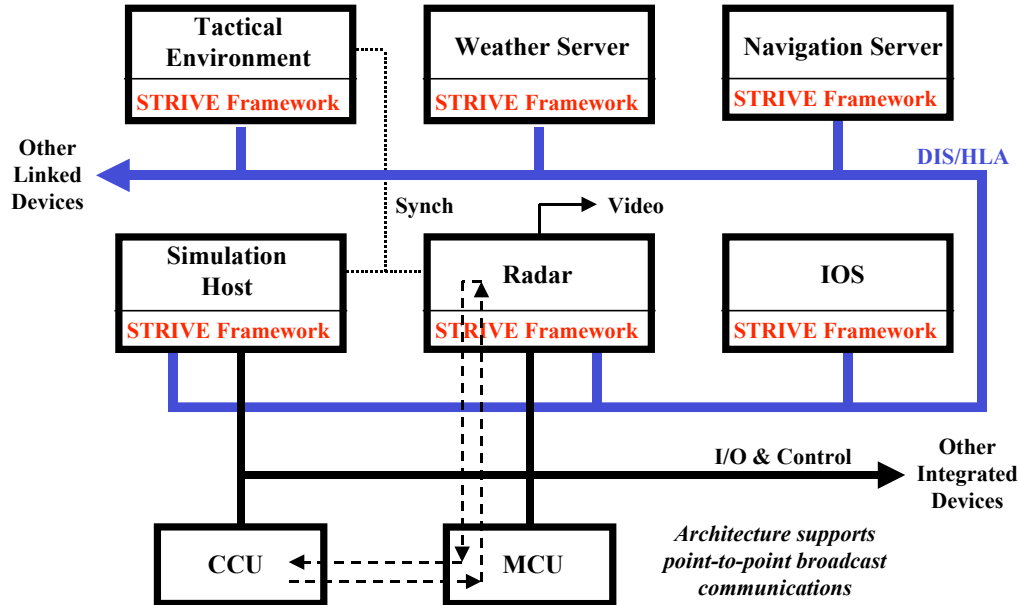 Tactical
Environment
STRIVE Framework
Weather Server
STRIVE Framework
Navigation Server
STRIVE Framework
Other
Linked
Devices
DIS/HLA
Synch
Video
Simulation
Host
STRIVE Framework
Radar
STRIVE Framework
IOS
STRIVE Framework
I/O & Control
Other
Integrated
Devices
CCU
MCU
Architecture supports
point-to-point broadcast
communications